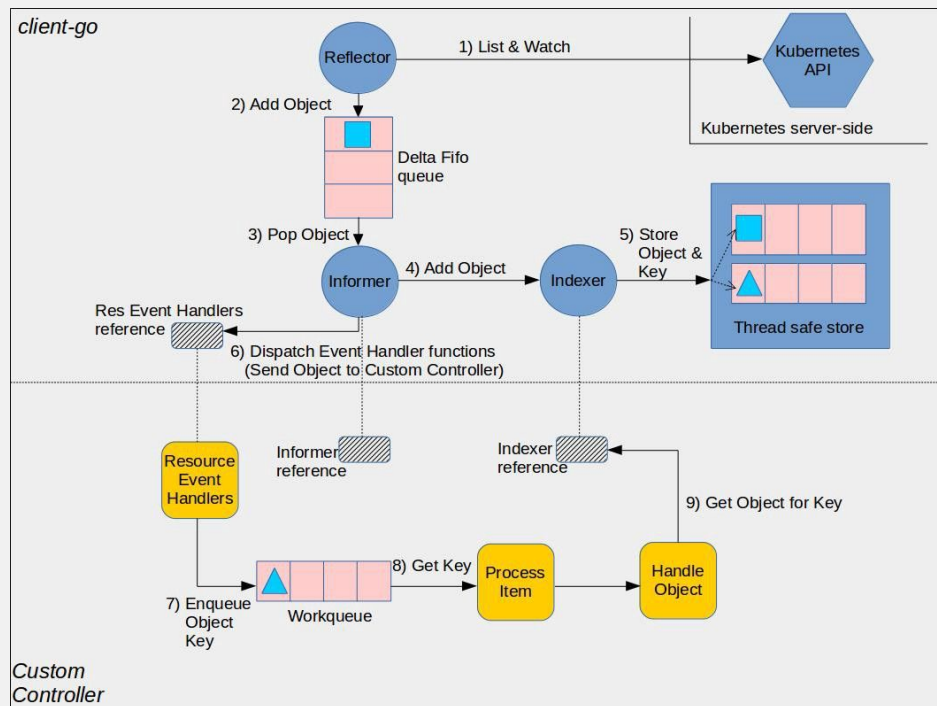 client-go
Reflector
1) List & Watch
Kubernetes
API
2) Add Object
Kubernetes server-side
Delta Fifo
queue
3) Pop Object
Informer
4) Add Object
Indexer
5) Store
Object &
Key
Thread safe store
Res Event Handlers
reference
6) Dispatch Event Handler functions
(Send Object to Custom Controller)
Resource
Event
Handlers
Informer
reference
Indexer
reference
9) Get Object for Key
7) Enqueue
Object
Key
Workqueue
8) Get Key
Process
Item
Handle
Object
Custom
Controller